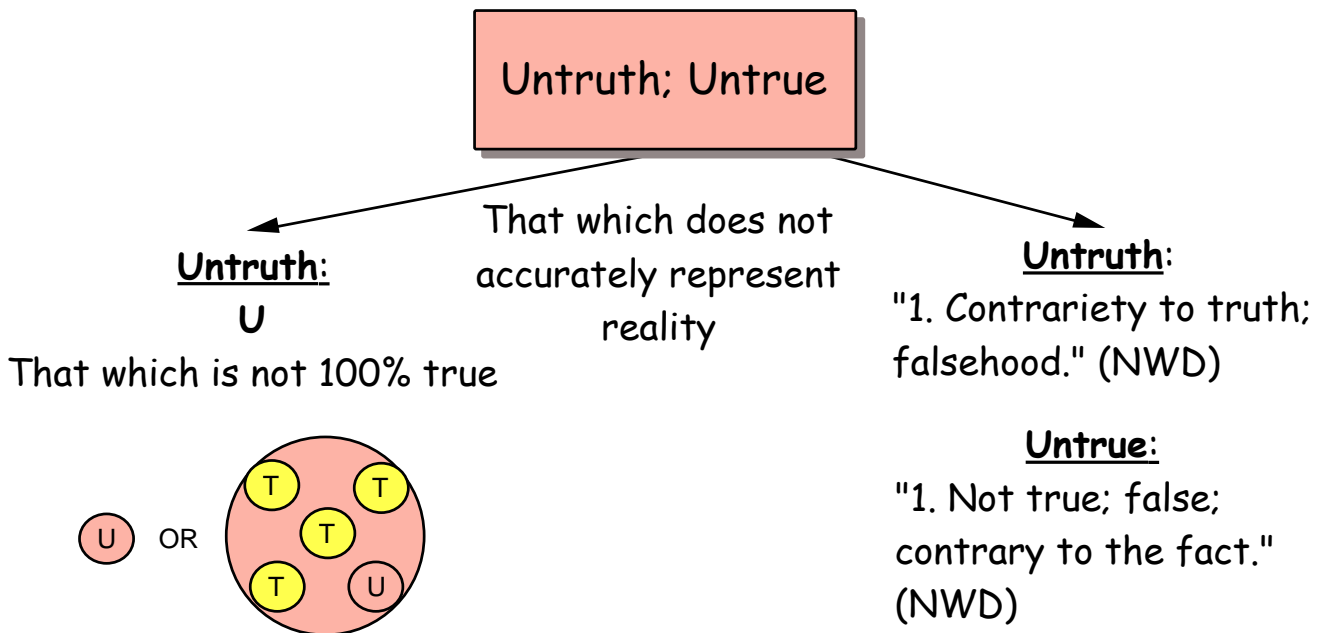 Untruth; Untrue
That which does not
accurately represent
reality
Untruth:
U
That which is not 100% true
U OR
T T
T
T U
Untruth:
"1. Contrariety to truth;
falsehood." (NWD)
Untrue:
"1. Not true; false;
contrary to the fact."
(NWD)